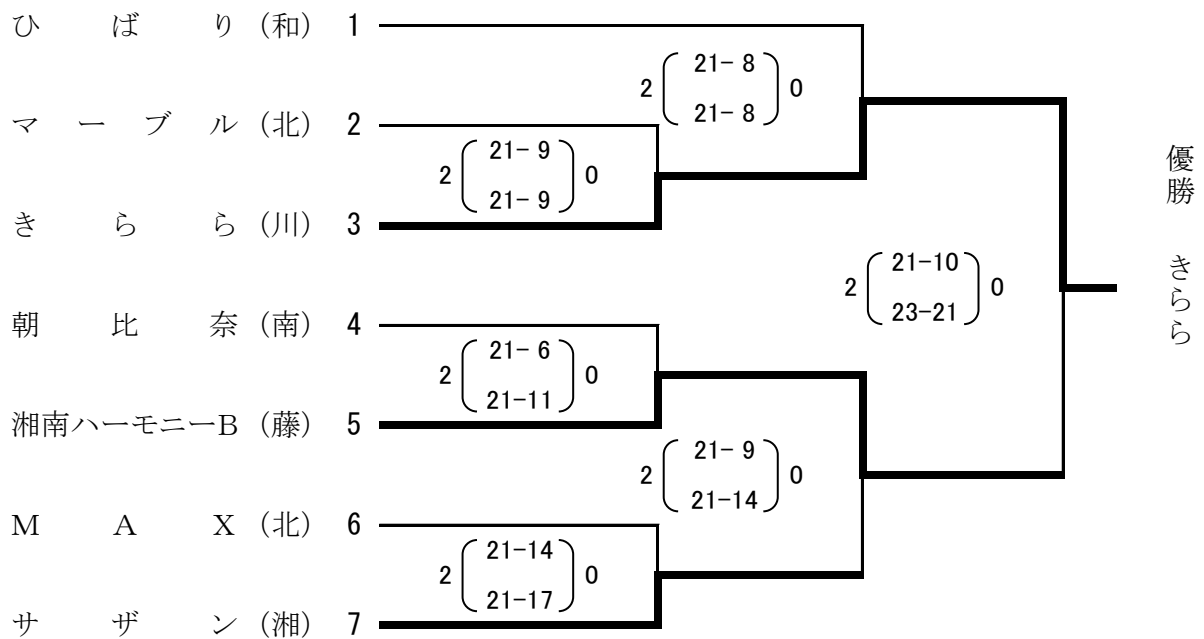 ひばり（和） 1
2 21- 8 0
21- 8
マーブル（北） 2
2 21- 9 0
21- 9
きらら（川） 3
優勝 きらら
2 21-10 0
23-21
朝比奈（南） 4
2 21- 6 0
21-11
湘南ハーモニーB（藤） 5
2 21- 9 0
21-14
MAX（北） 6
2 21-14 0
21-17
サザン（湘） 7